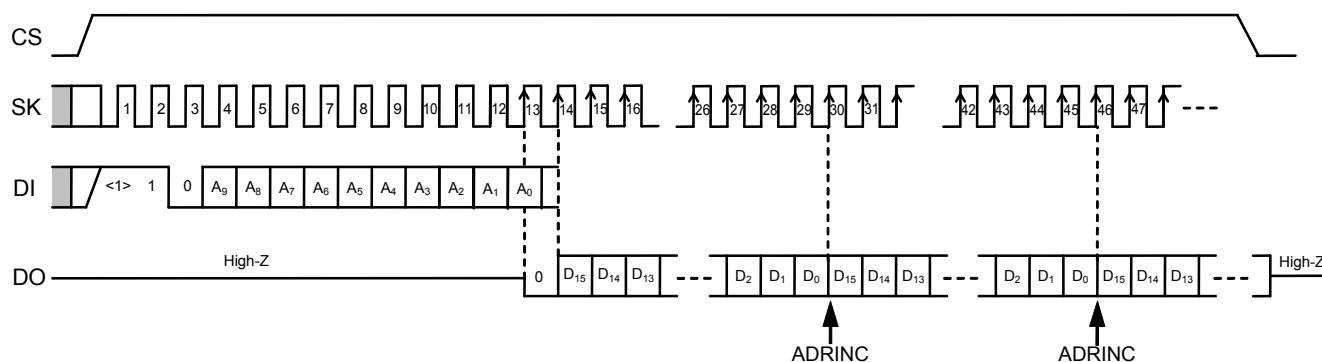 CS
SK 1 2 3 4 5 6 7 8 9 10 11 12 13 14 15 16 26 27 28 29 30 31 42 43 44 45 46 47
DI <1> 1 0 A₉ A₈ A₇ A₆ A₅ A₄ A₃ A₂ A₁ A₀
High-Z
High-Z
DO 0 D₁₅ D₁₄ D₁₃ D₂ D₁ D₀ D₁₅ D₁₄ D₁₃ D₂ D₁ D₀ D₁₅ D₁₄ D₁₃
ADRINC ADRINC